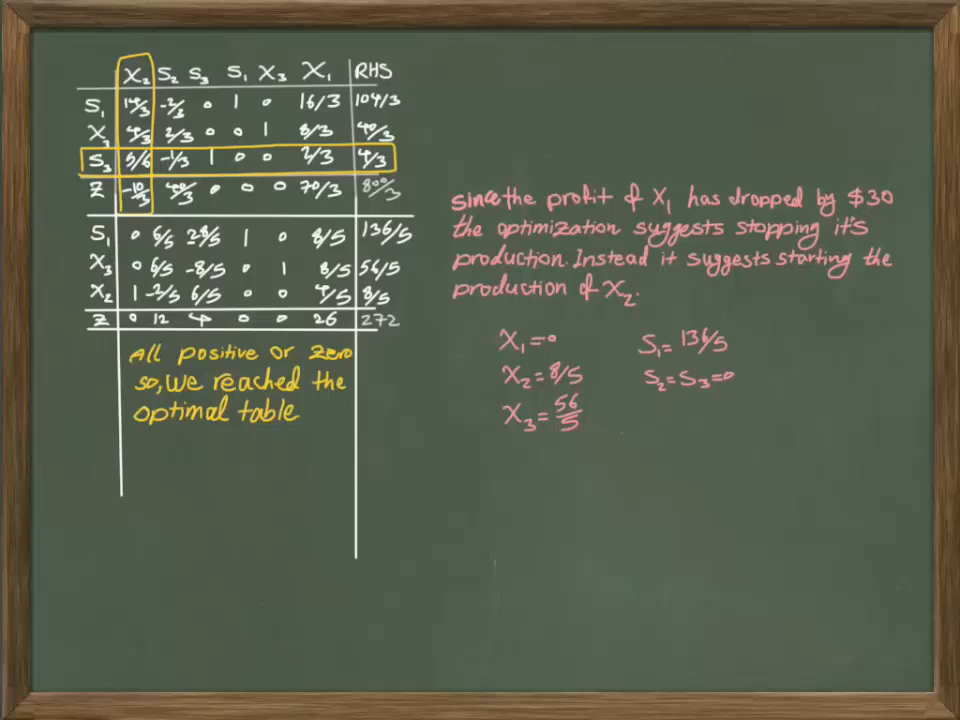 X₂ S₂ S₃ S₁ X₃ X₁ RHS
S₁ 14/3 -2/3 0 1 0 16/3 104/3
X₃ 4/3 2/3 0 0 1 8/3 40/3
S₃ 5/6 -1/3 1 0 0 2/3 4/3
Z -10/3 40/3 0 0 0 70/3 800/3
S₁ 0 6/5 -28/5 1 0 8/5 136/5
X₃ 0 6/5 -8/5 0 1 8/5 56/5
X₂ 1 -2/5 6/5 0 0 4/5 8/5
Z 0 12 4 0 0 26 272
All positive or zero
so, we reached the
optimal table
since the profit of X₁ has dropped by $30
the optimization suggests stopping it's
production. Instead it suggests starting the
production of X₂.
X₁ = 0
X₂ = 8/5
X₃ = 56/5
S₁ = 136/5
S₂ = S₃ = 0